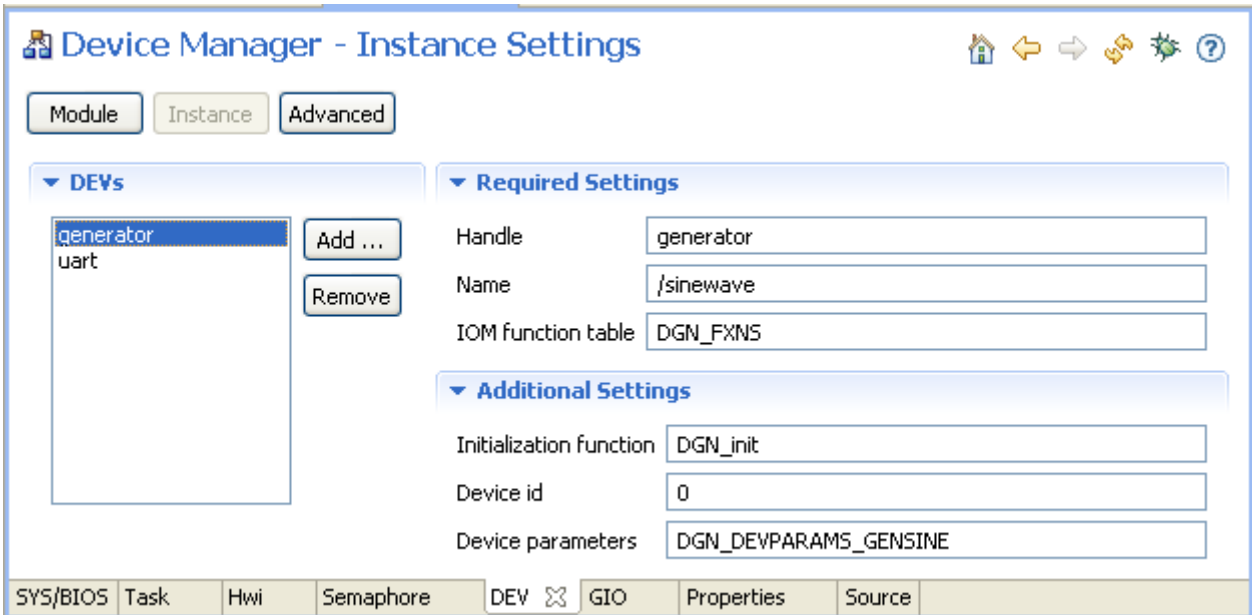 Device Manager - Instance Settings
Module Instance Advanced
DEVs
generator
uart
Add ...
Remove
Required Settings
Handle generator
Name /sinewave
IOM function table DGN_FXNS
Additional Settings
Initialization function DGN_init
Device id 0
Device parameters DGN_DEVPARAMS_GENSINE
SYS/BIOS Task Hwi Semaphore DEV GIO Properties Source